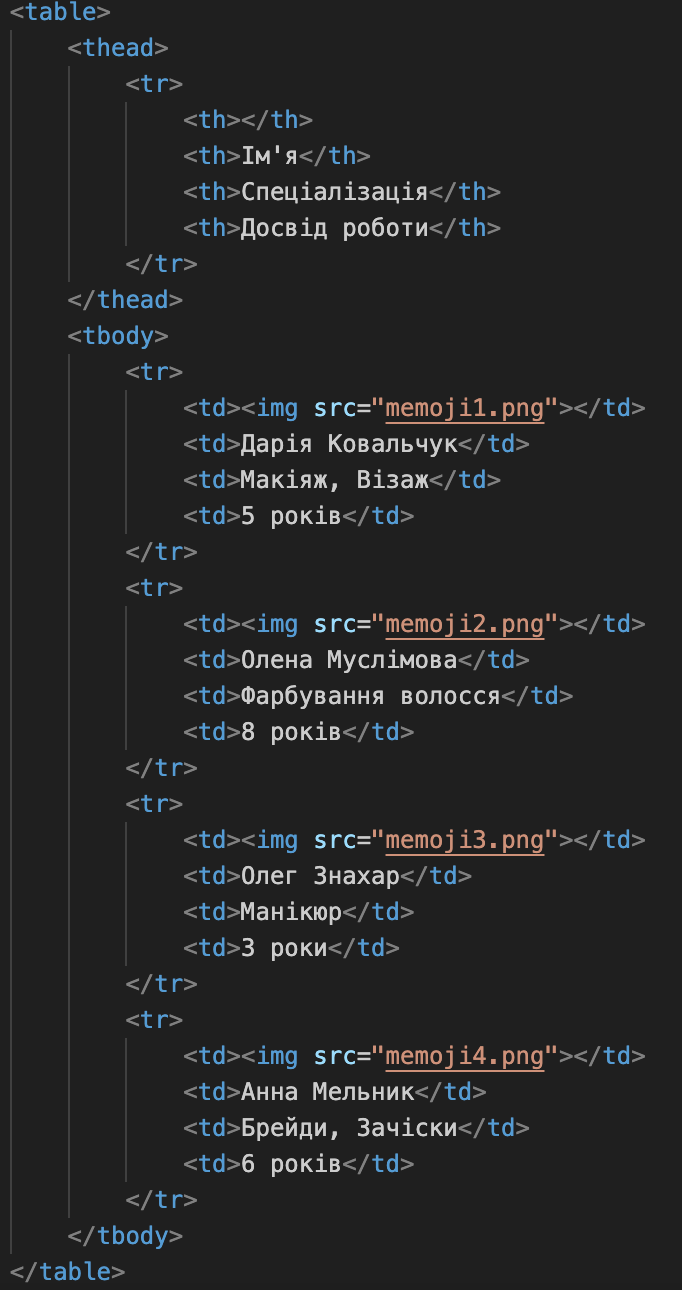 <table>
<thead>
<tr>
<th></th>
<th>Ім'я</th>
<th>Спеціалізація</th>
<th>Досвід роботи</th>
</tr>
</thead>
<tbody>
<tr>
<td><img src="memoji1.png"></td>
<td>Дарія Ковальчук</td>
<td>Макіяж, Візаж</td>
<td>5 років</td>
</tr>
<tr>
<td><img src="memoji2.png"></td>
<td>Олена Муслімова</td>
<td>Фарбування волосся</td>
<td>8 років</td>
</tr>
<tr>
<td><img src="memoji3.png"></td>
<td>Олег Знахар</td>
<td>Манікюр</td>
<td>3 роки</td>
</tr>
<tr>
<td><img src="memoji4.png"></td>
<td>Анна Мельник</td>
<td>Брейди, Зачіски</td>
<td>6 років</td>
</tr>
</tbody>
</table>